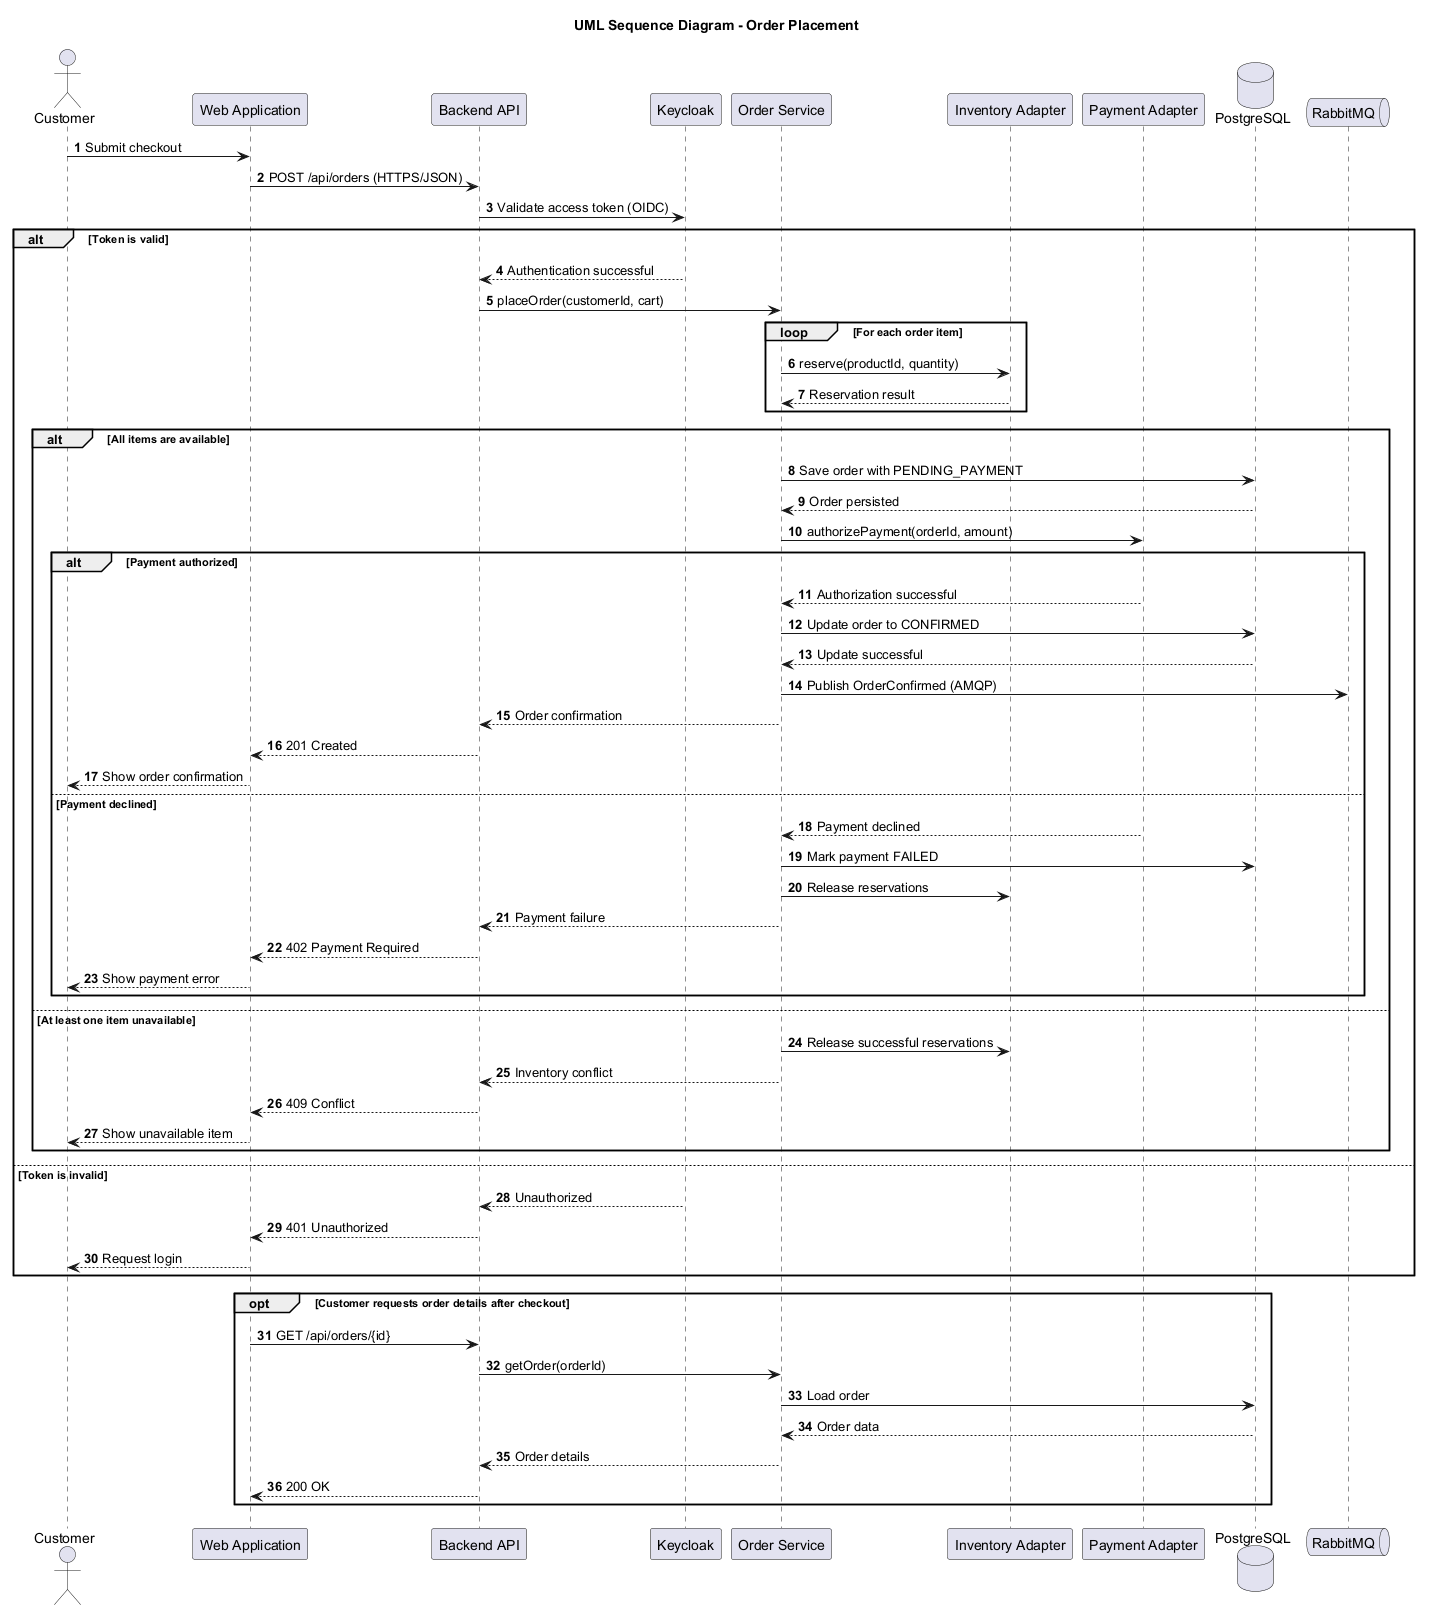 UML Sequence Diagram - Order Placement
Customer
Web Application
Backend API
Keycloak
Order Service
Inventory Adapter
Payment Adapter
PostgreSQL
RabbitMQ
1 Submit checkout
2 POST /api/orders (HTTPS/JSON)
3 Validate access token (OIDC)
alt [Token is valid]
4 Authentication successful
5 placeOrder(customerId, cart)
loop [For each order item]
6 reserve(productId, quantity)
7 Reservation result
alt [All items are available]
8 Save order with PENDING_PAYMENT
9 Order persisted
10 authorizePayment(orderId, amount)
alt [Payment authorized]
11 Authorization successful
12 Update order to CONFIRMED
13 Update successful
14 Publish OrderConfirmed (AMQP)
15 Order confirmation
16 201 Created
17 Show order confirmation
[Payment declined]
18 Payment declined
19 Mark payment FAILED
20 Release reservations
21 Payment failure
22 402 Payment Required
23 Show payment error
[At least one item unavailable]
24 Release successful reservations
25 Inventory conflict
26 409 Conflict
27 Show unavailable item
[Token is invalid]
28 Unauthorized
29 401 Unauthorized
30 Request login
opt [Customer requests order details after checkout]
31 GET /api/orders/{id}
32 getOrder(orderId)
33 Load order
34 Order data
35 Order details
36 200 OK
Customer
Web Application
Backend API
Keycloak
Order Service
Inventory Adapter
Payment Adapter
PostgreSQL
RabbitMQ